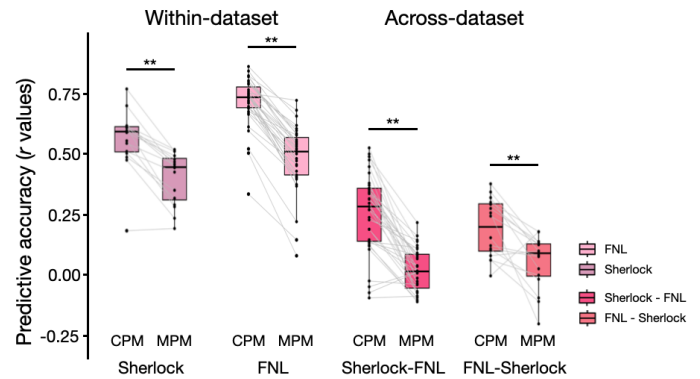 Within-dataset
Across-dataset
Predictive accuracy (r values)
0.75
0.50
0.25
0.00
-0.25
**
**
**
**
CPM MPM
CPM MPM
CPM MPM
CPM MPM
Sherlock
FNL
Sherlock-FNL
FNL-Sherlock
FNL
Sherlock
Sherlock - FNL
FNL - Sherlock